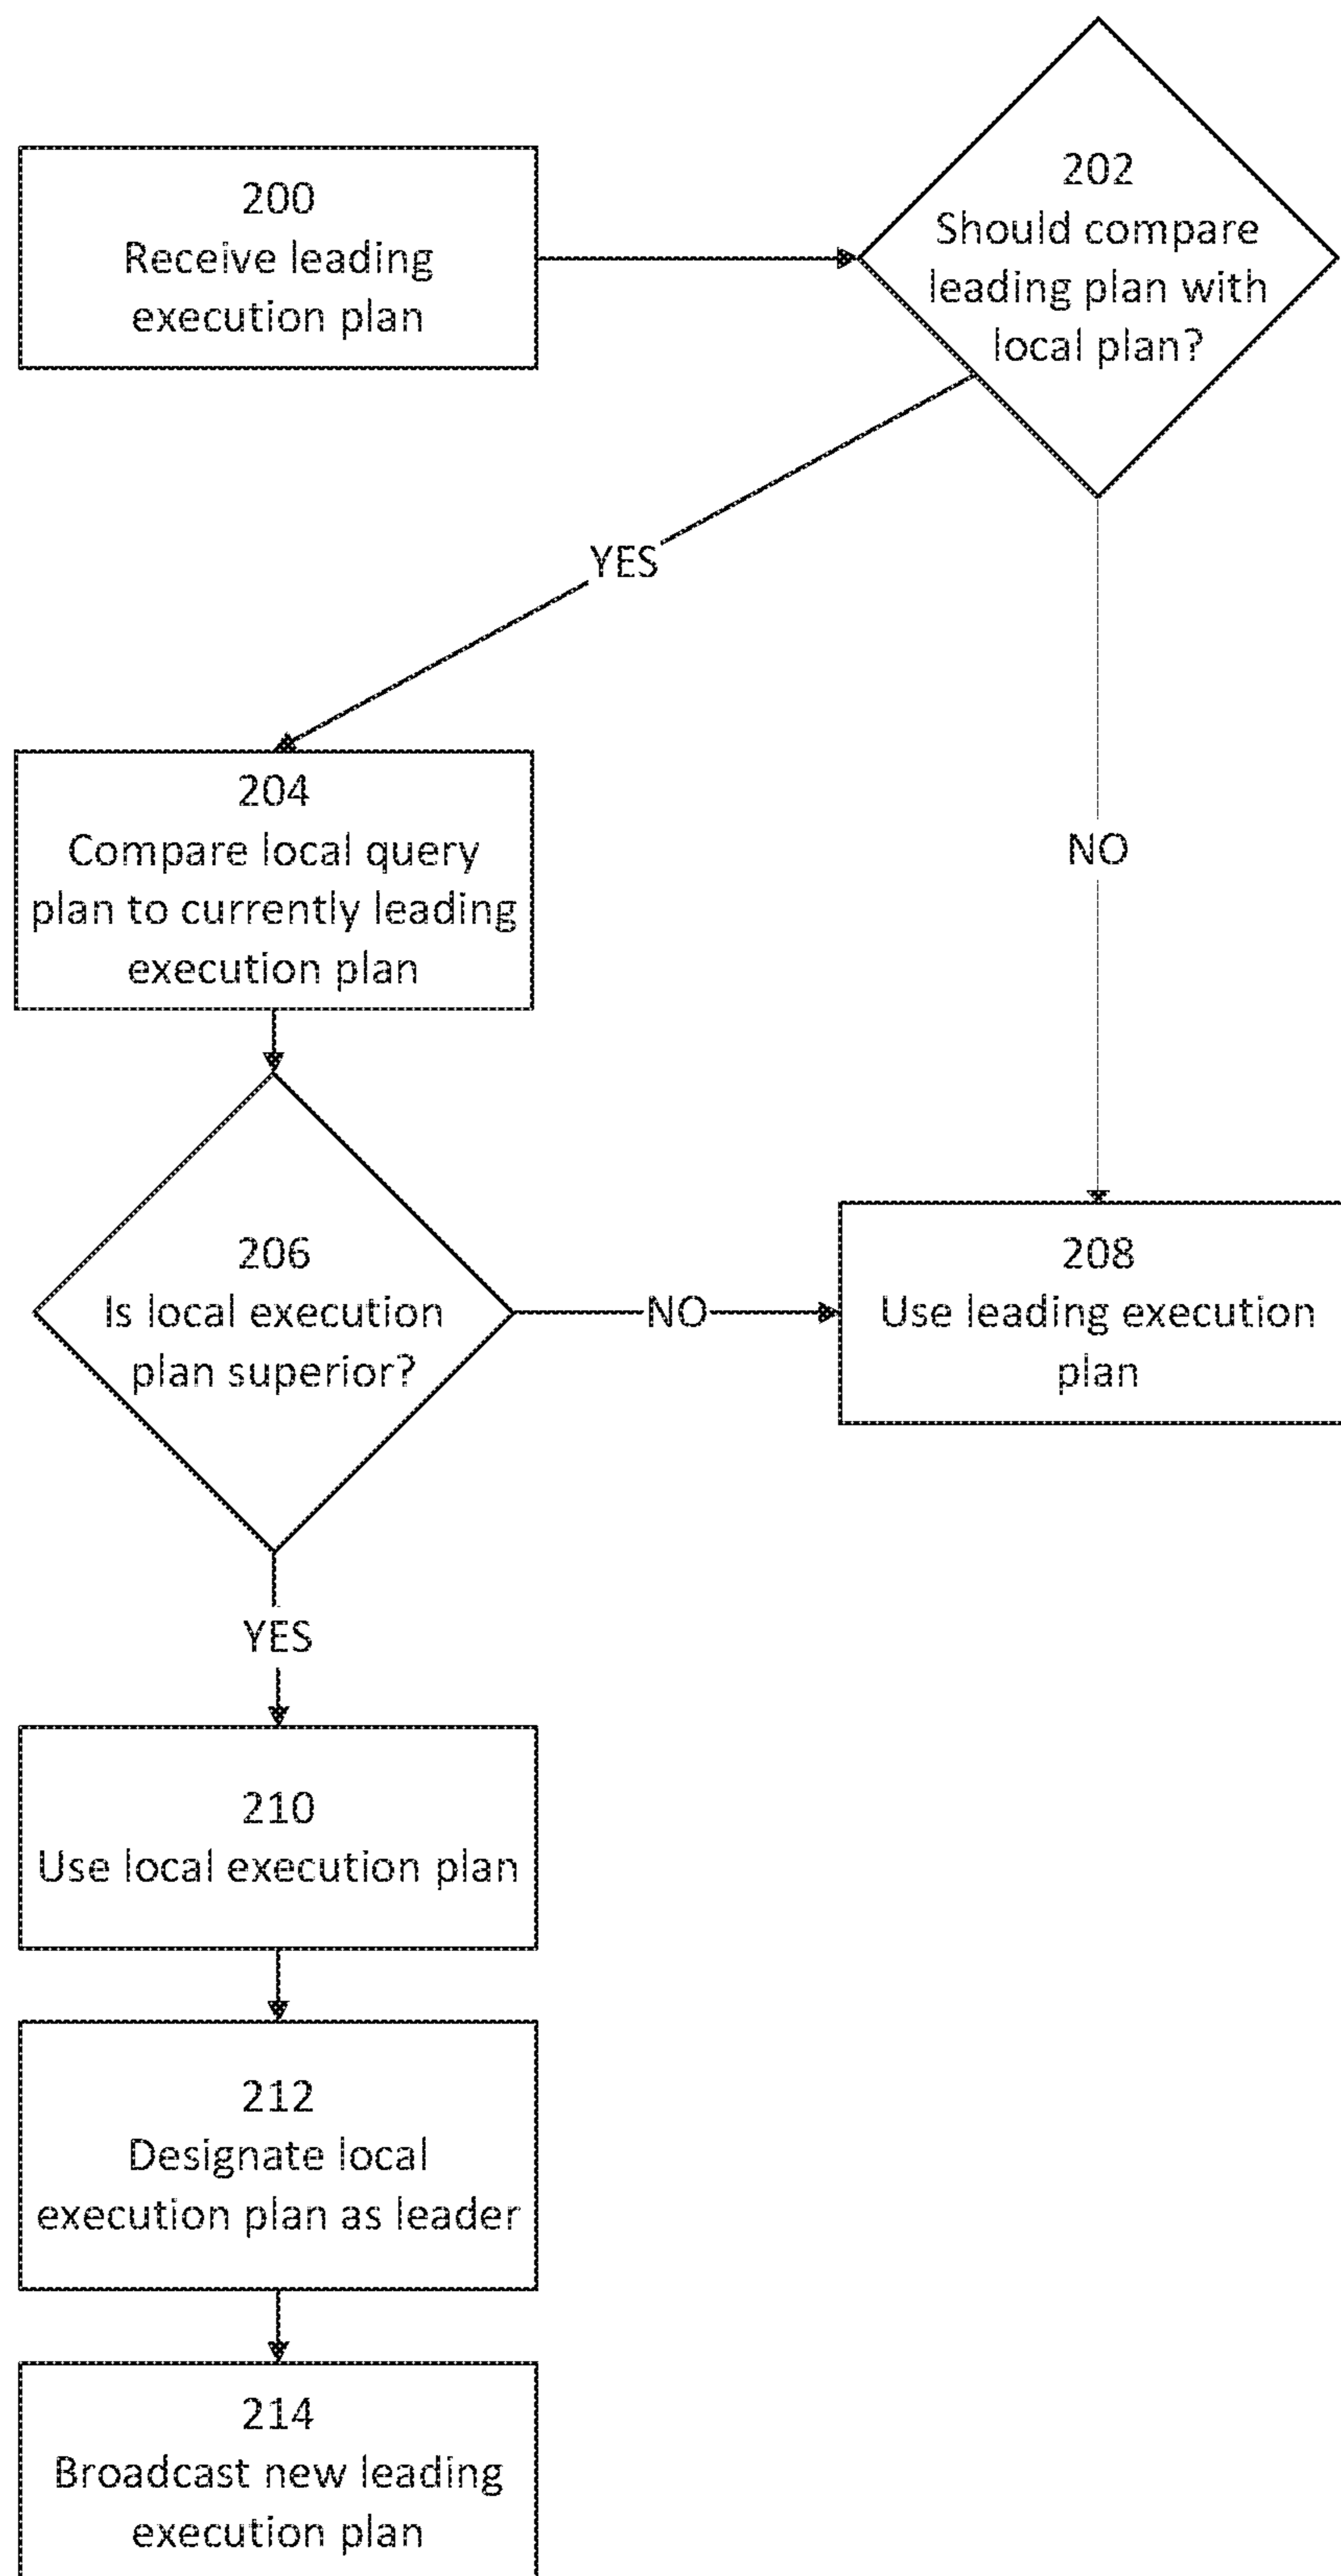 200
Receive leading
execution plan
202
Should compare
leading plan with
local plan?
YES
204
Compare local query
plan to currently leading
execution plan
NO
206
Is local execution
plan superior?
NO
208
Use leading execution
plan
YES
210
Use local execution plan
212
Designate local
execution plan as leader
214
Broadcast new leading
execution plan